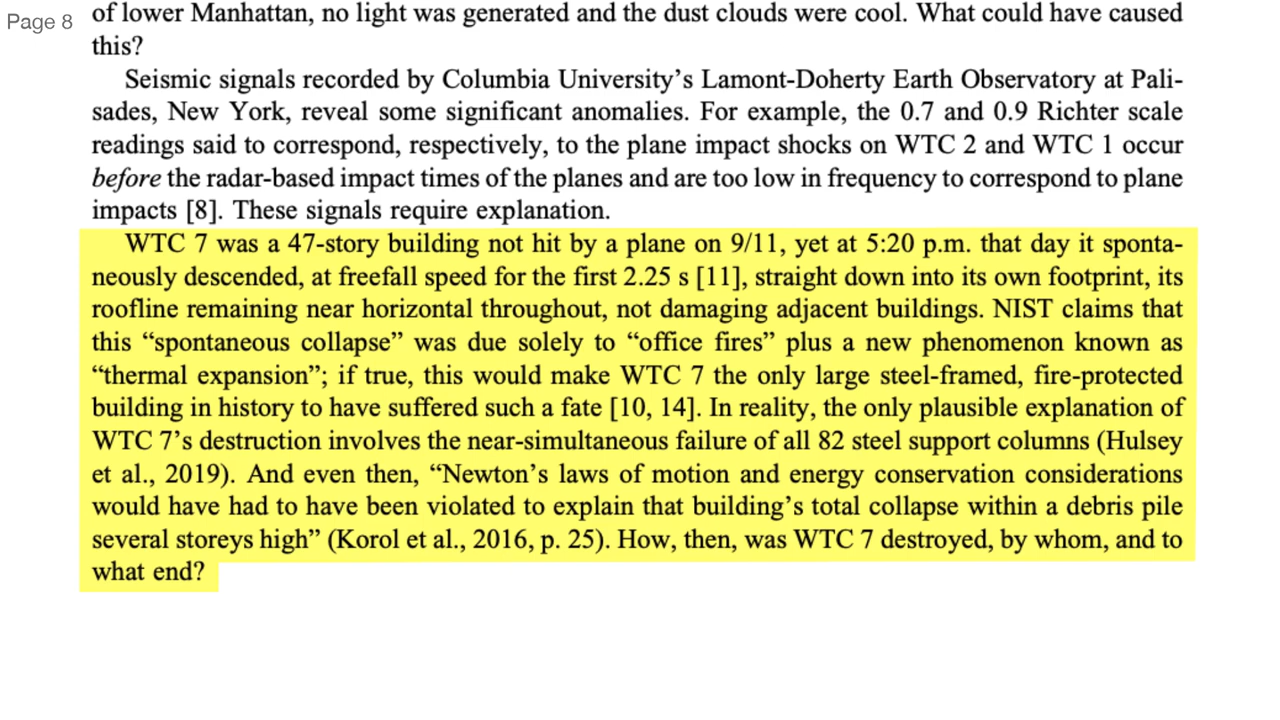 Page 8
of lower Manhattan, no light was generated and the dust clouds were cool. What could have caused
this?
Seismic signals recorded by Columbia University’s Lamont-Doherty Earth Observatory at Pali-
sades, New York, reveal some significant anomalies. For example, the 0.7 and 0.9 Richter scale
readings said to correspond, respectively, to the plane impact shocks on WTC 2 and WTC 1 occur
before the radar-based impact times of the planes and are too low in frequency to correspond to plane
impacts [8]. These signals require explanation.
WTC 7 was a 47-story building not hit by a plane on 9/11, yet at 5:20 p.m. that day it sponta-
neously descended, at freefall speed for the first 2.25 s [11], straight down into its own footprint, its
roofline remaining near horizontal throughout, not damaging adjacent buildings. NIST claims that
this “spontaneous collapse” was due solely to “office fires” plus a new phenomenon known as
“thermal expansion”; if true, this would make WTC 7 the only large steel-framed, fire-protected
building in history to have suffered such a fate [10, 14]. In reality, the only plausible explanation of
WTC 7’s destruction involves the near-simultaneous failure of all 82 steel support columns (Hulsey
et al., 2019). And even then, “Newton’s laws of motion and energy conservation considerations
would have had to have been violated to explain that building’s total collapse within a debris pile
several storeys high” (Korol et al., 2016, p. 25). How, then, was WTC 7 destroyed, by whom, and to
what end?